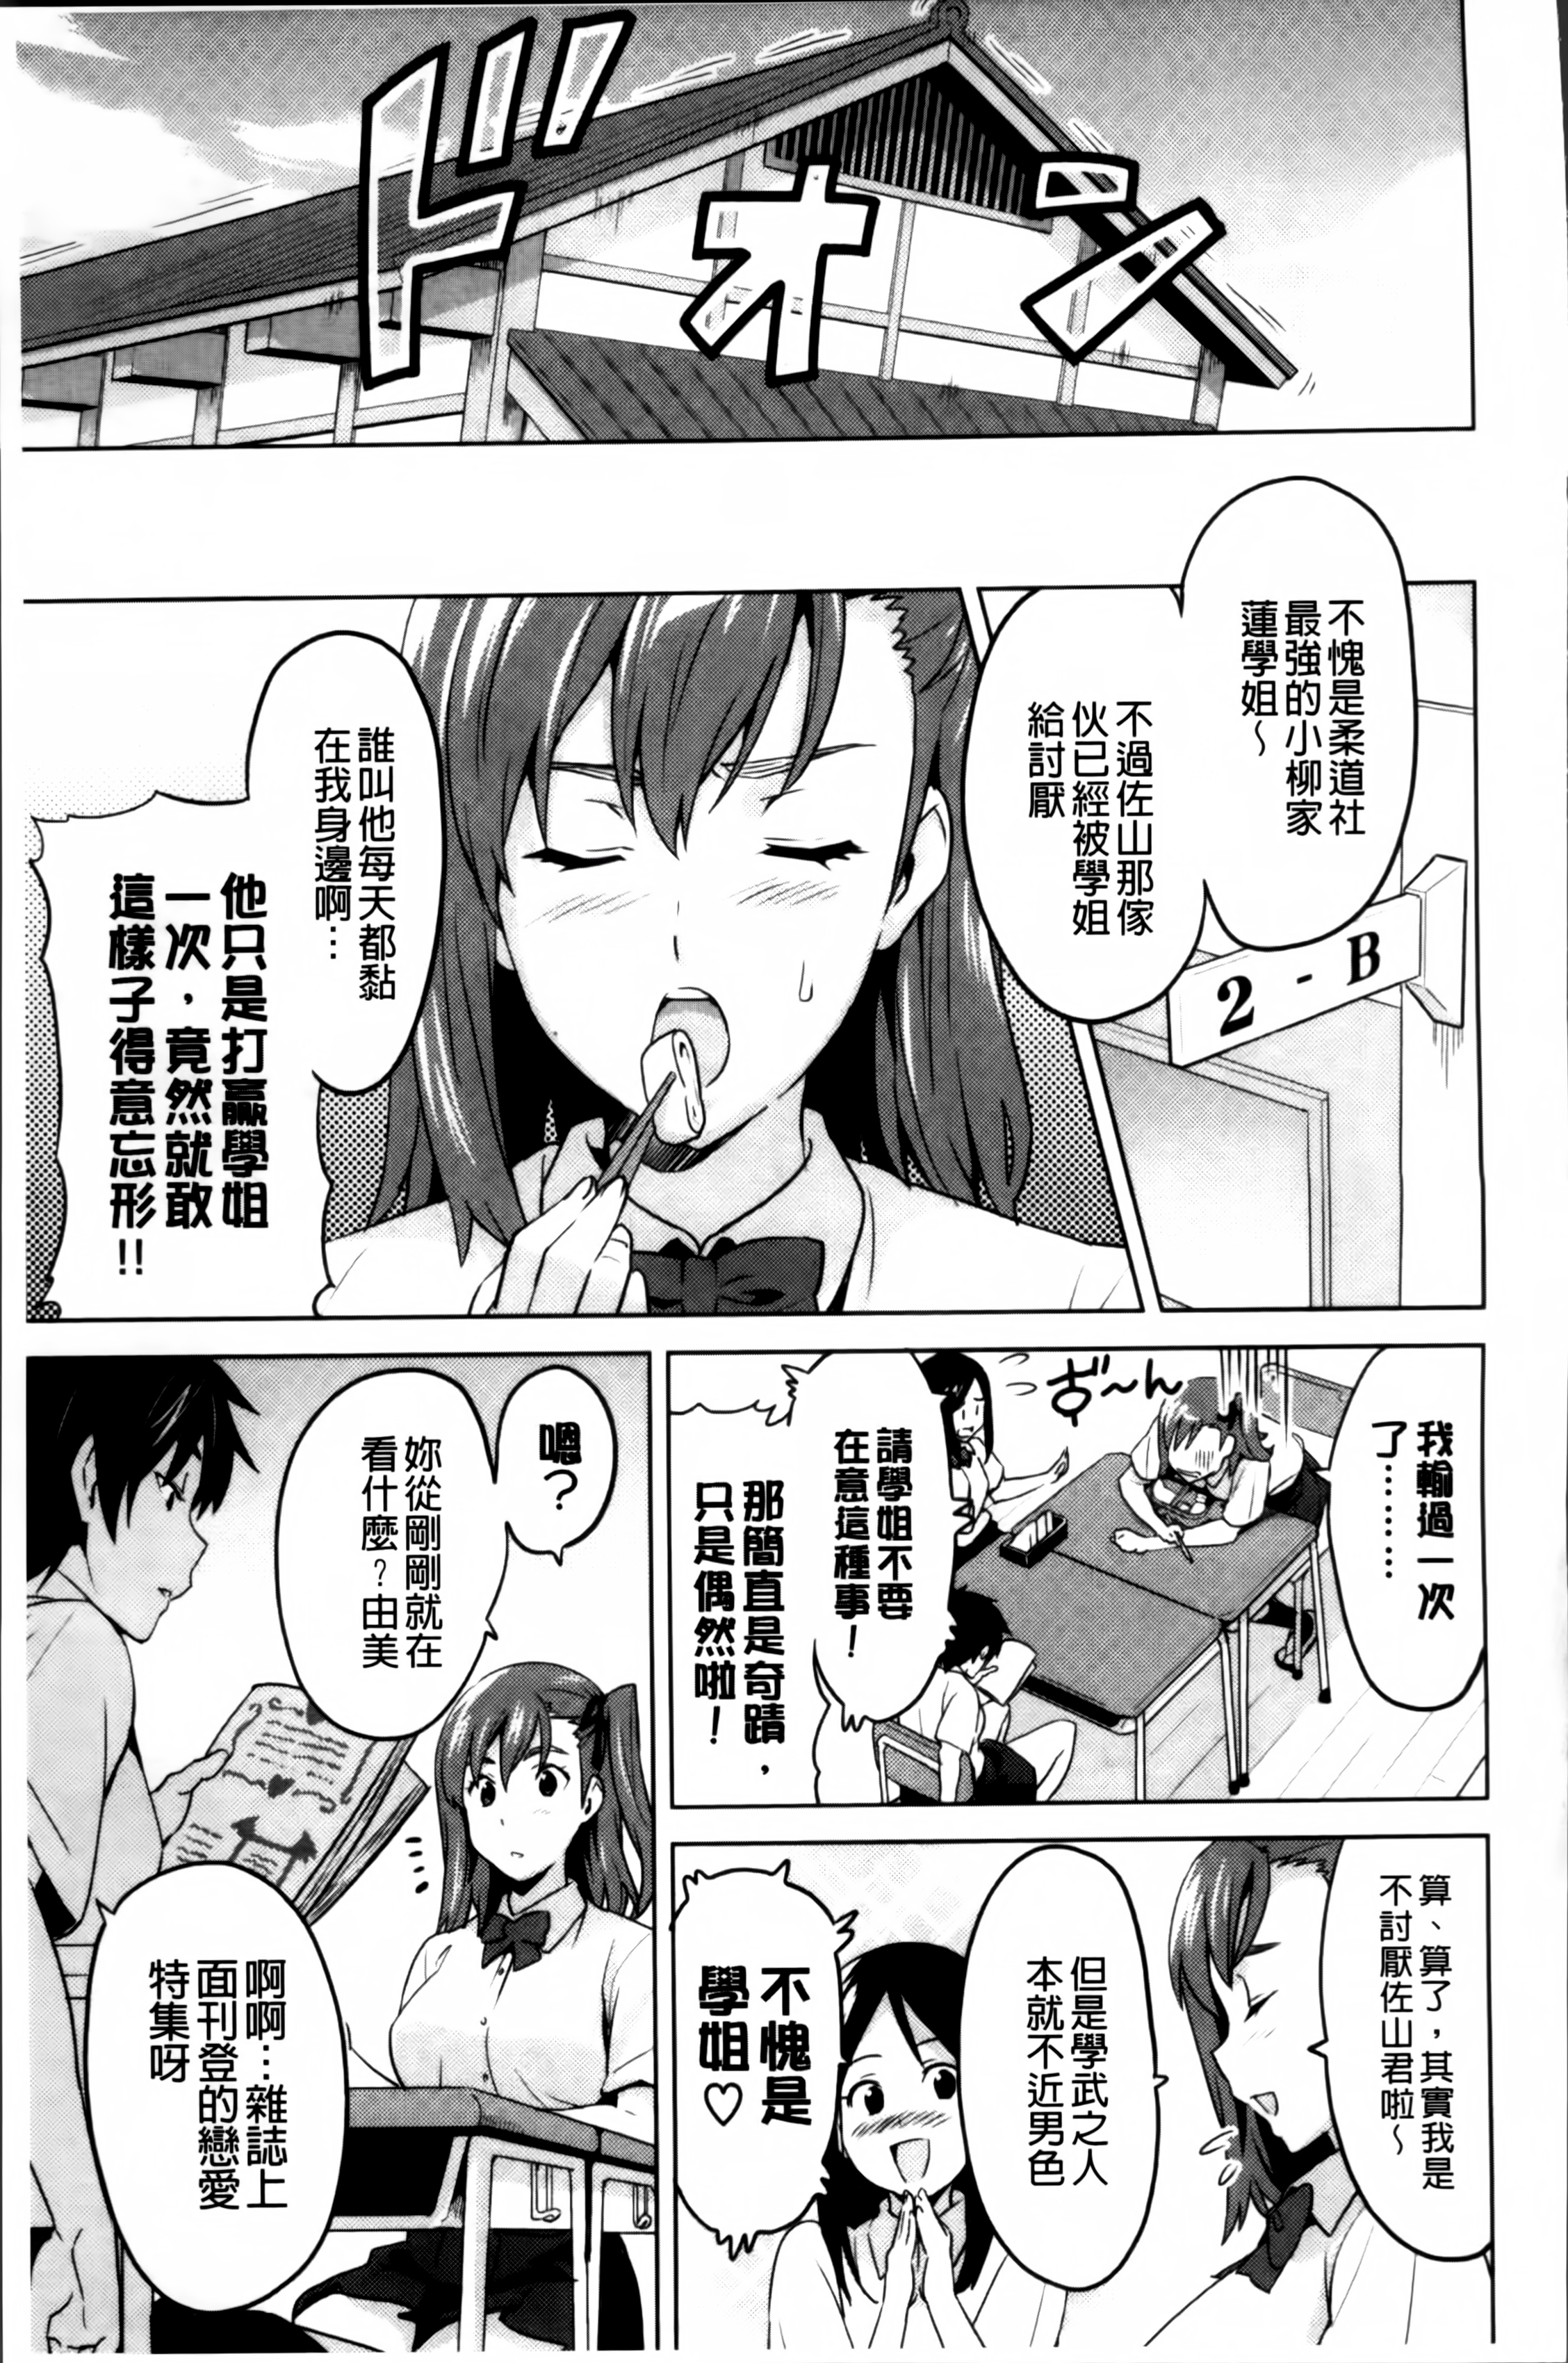 ドオン
不愧是柔道社
最強的小柳家
蓮學姐～
不過佐山那傢
伙已經被學姐
給討厭
2-B
誰叫他每天都黏
在我身邊啊…
他只是打贏學姐
一次，竟然就敢
這樣子得意忘形!!
我輸過一次
了………
請學姐不要
在意這種事！
那簡直是奇蹟，
只是偶然啦！
算、算了，其實我是
不討厭佐山君啦～
但是學武之人
本就不近男色
不愧是
學姐♡
嗯？
妳從剛剛就在
看什麼？由美
啊啊…雜誌上
面刊登的戀愛
特集呀